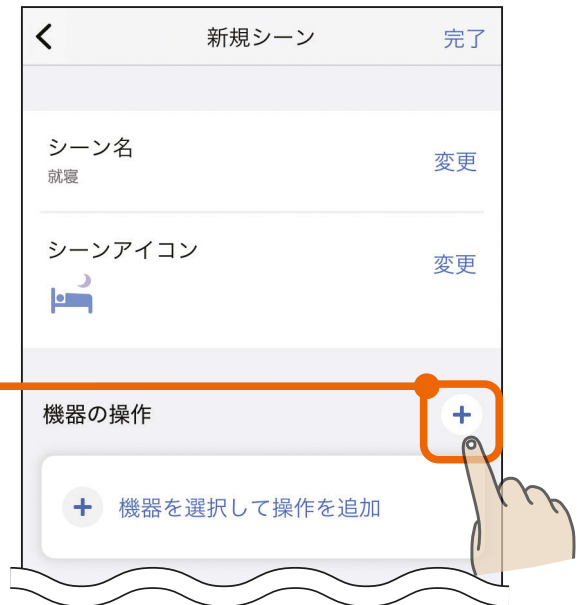 新規シーン 完了
シーン名
就寝
変更
シーンアイコン
変更
機器の操作
機器を選択して操作を追加